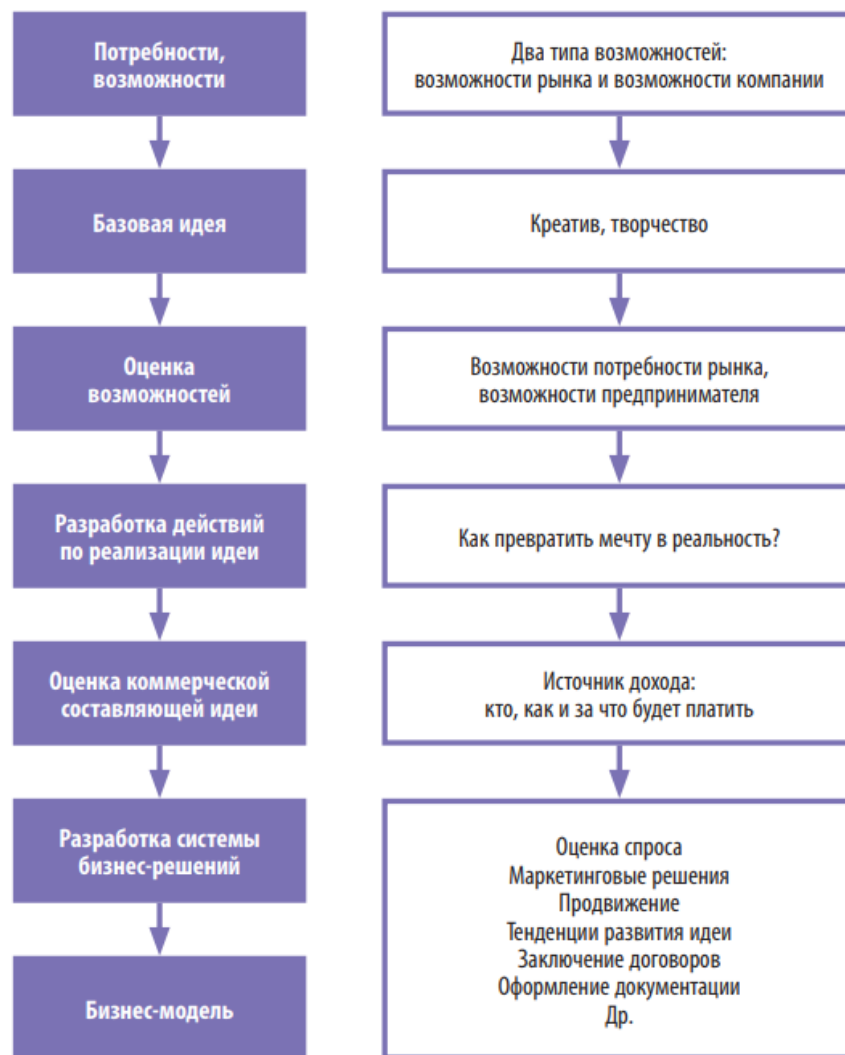 Потребности,
возможности
Два типа возможностей:
возможности рынка и возможности компании
Базовая идея
Креатив, творчество
Оценка
возможностей
Возможности потребности рынка,
возможности предпринимателя
Разработка действий
по реализации идеи
Как превратить мечту в реальность?
Оценка коммерческой
составляющей идеи
Источник дохода:
кто, как и за что будет платить
Разработка системы
бизнес-решений
Бизнес-модель
Оценка спроса
Маркетинговые решения
Продвижение
Тенденции развития идеи
Заключение договоров
Оформление документации
Др.